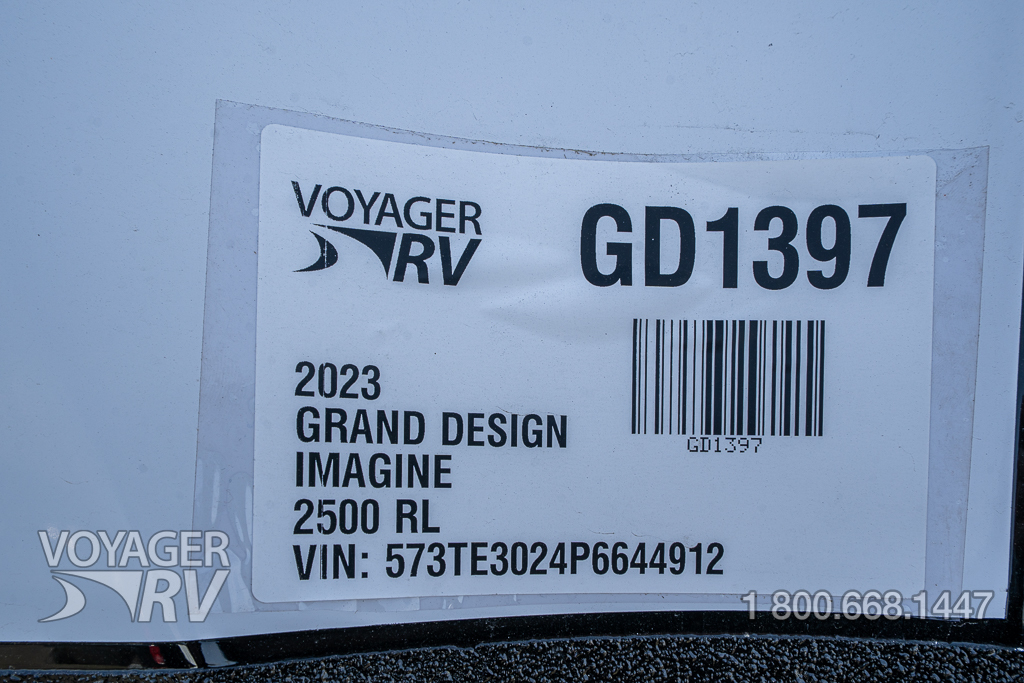 VOYAGER
RV
GD1397
GD1397
2023
GRAND DESIGN
IMAGINE
2500 RL
VIN: 573TE3024P6644912
VOYAGER
RV
1 800.668.1447